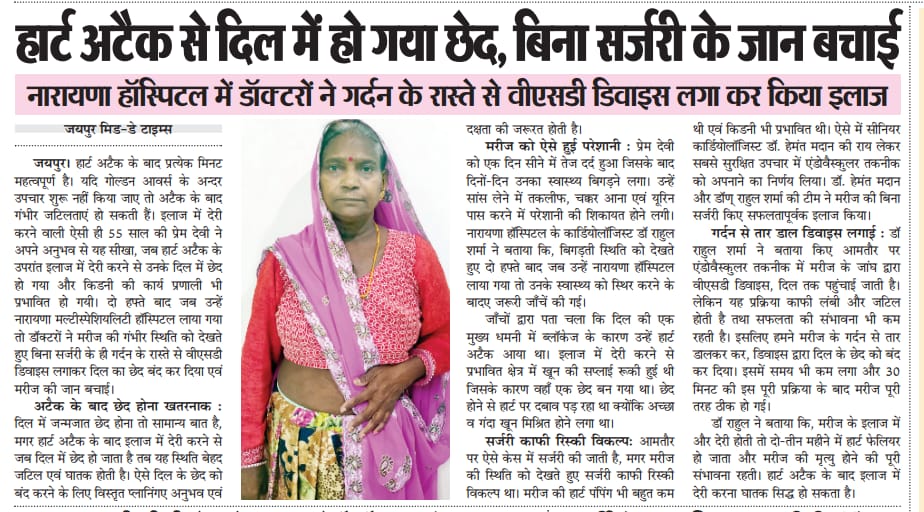 हार्ट अटैक से दिल में हो गया छेद, बिना सर्जरी के जान बचाई
नारायणा हॉस्पिटल में डॉक्टरों ने गर्दन के रास्ते से वीएसडी डिवाइस लगा कर किया इलाज
जयपुर मिड-डे टाइम्स
जयपुर। हार्ट अटैक के बाद प्रत्येक मिनट
महत्वपूर्ण है। यदि गोल्डन आवर्स के अन्दर
उपचार शुरू नहीं किया जाए तो अटैक के बाद
गंभीर जटिलताएं हो सकती हैं। इलाज में देरी
करने वाली ऐसी ही 55 साल की प्रेम देवी ने
अपने अनुभव से यह सीखा, जब हार्ट अटैक के
उपरांत इलाज में देरी करने से उनके दिल में छेद
हो गया और किडनी की कार्य प्रणाली भी
प्रभावित हो गयी। दो हफ्ते बाद जब उन्हें
नारायणा मल्टीस्पेशियलिटी हॉस्पिटल लाया गया
तो डॉक्टरों ने मरीज की गंभीर स्थिति को देखते
हुए बिना सर्जरी के ही गर्दन के रास्ते से वीएसडी
डिवाइस लगाकर दिल का छेद बंद कर दिया एवं
मरीज की जान बचाई।
अटैक के बाद छेद होना खतरनाक :
दिल में जन्मजात छेद होना तो सामान्य बात है,
मगर हार्ट अटैक के बाद इलाज में देरी करने से
जब दिल में छेद हो जाता है तब यह स्थिति बेहद
जटिल एवं घातक होती है। ऐसे दिल के छेद को
बंद करने के लिए विस्तृत प्लानिंगए अनुभव एवं
दक्षता की जरूरत होती है।
मरीज को ऐसे हुई परेशानी : प्रेम देवी
को एक दिन सीने में तेज दर्द हुआ जिसके बाद
दिनों-दिन उनका स्वास्थ्य बिगड़ने लगा। उन्हें
सांस लेने में तकलीफ, चक्कर आना एवं यूरिन
पास करने में परेशानी की शिकायत होने लगी।
नारायणा हॉस्पिटल के कार्डियोलॉजिस्ट डॉ राहुल
शर्मा ने बताया कि, बिगड़ती स्थिति को देखते
हुए दो हफ्ते बाद जब उन्हें नारायणा हॉस्पिटल
लाया गया तो उनके स्वास्थ्य को स्थिर करने के
बादए जरूरी जाँचें की गई।
जाँचों द्वारा पता चला कि दिल की एक
मुख्य धमनी में ब्लॉकेज के कारण उन्हें हार्ट
अटैक आया था। इलाज में देरी करने से
प्रभावित क्षेत्र में खून की सप्लाई रूकी हुई थी
जिसके कारण वहाँ एक छेद बन गया था। छेद
होने से हार्ट पर दबाव पड़ रहा था क्योंकि अच्छा
व गंदा खून मिश्रित होने लगा था।
सर्जरी काफी रिस्की विकल्प: आमतौर
पर ऐसे केस में सर्जरी की जाती है, मगर मरीज
की स्थिति को देखते हुए सर्जरी काफी रिस्की
विकल्प था। मरीज की हार्ट पंपिंग भी बहुत कम
थी एवं किडनी भी प्रभावित थी। ऐसे में सीनियर
कार्डियोलॉजिस्ट डॉ. हेमंत मदान की राय लेकर
सबसे सुरक्षित उपचार में एंडोवैस्कुलर तकनीक
को अपनाने का निर्णय लिया। डॉ. हेमंत मदान
और डॉण् राहुल शर्मा की टीम ने मरीज की बिना
सर्जरी किए सफलतापूर्वक इलाज किया।
गर्दन से तार डाल डिवाइस लगाई : डॉ
राहुल शर्मा ने बताया किए आमतौर पर
एंडोवैस्कुलर तकनीक में मरीज के जांघ द्वारा
वीएसडी डिवाइस, दिल तक पहुंचाई जाती है।
लेकिन यह प्रक्रिया काफी लंबी और जटिल
होती है तथा सफलता की संभावना भी कम
रहती है। इसलिए हमने मरीज के गर्दन से तार
डालकर कर, डिवाइस द्वारा दिल के छेद को बंद
कर दिया। इसमें समय भी कम लगा और 30
मिनट की इस पूरी प्रक्रिया के बाद मरीज पूरी
तरह ठीक हो गई।
डॉ राहुल ने बताया कि, मरीज के इलाज में
और देरी होती तो दो-तीन महीने में हार्ट फेलियर
हो जाता और मरीज की मृत्यु होने की पूरी
संभावना रहती। हार्ट अटैक के बाद इलाज में
देरी करना घातक सिद्ध हो सकता है।